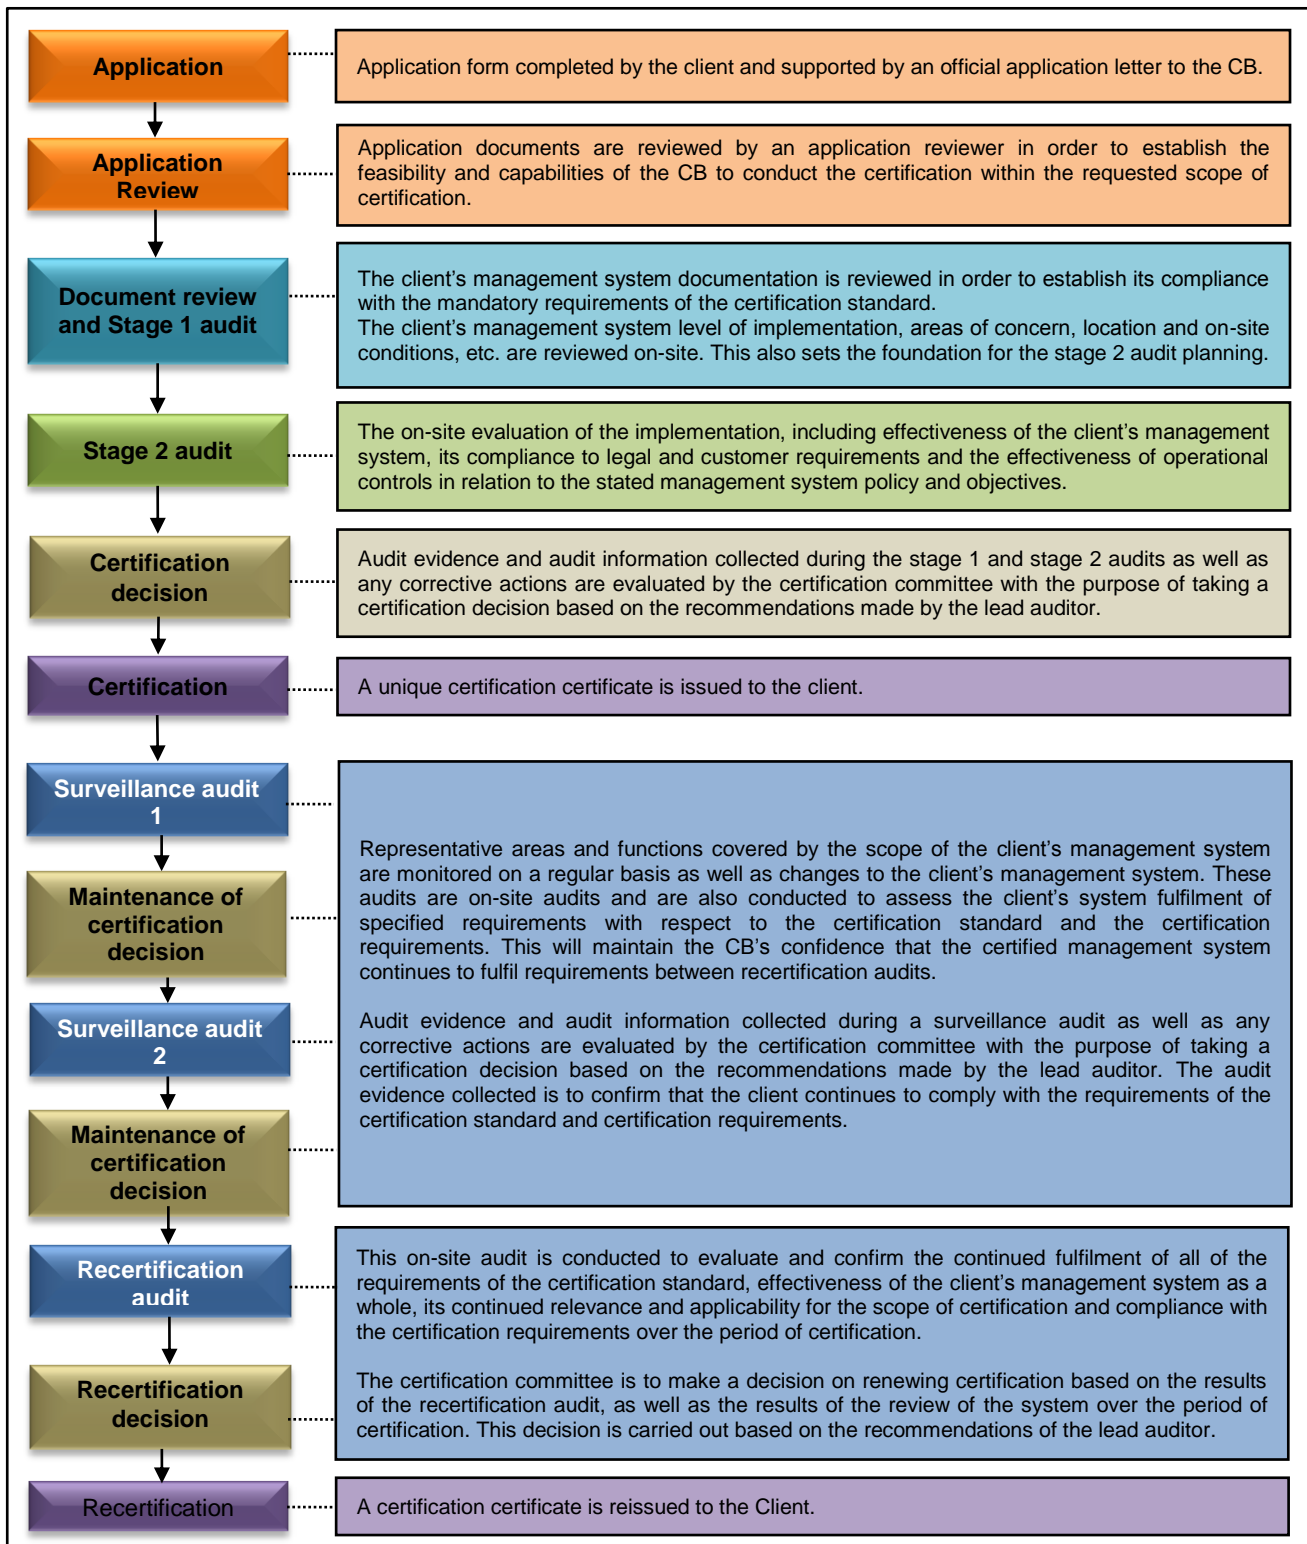 Application
Application form completed by the client and supported by an official application letter to the CB.
Application
Review
Application documents are reviewed by an application reviewer in order to establish the
feasibility and capabilities of the CB to conduct the certification within the requested scope of
certification.
Document review
and Stage 1 audit
The client’s management system documentation is reviewed in order to establish its compliance
with the mandatory requirements of the certification standard.
The client’s management system level of implementation, areas of concern, location and on-site
conditions, etc. are reviewed on-site. This also sets the foundation for the stage 2 audit planning.
Stage 2 audit
The on-site evaluation of the implementation, including effectiveness of the client’s management
system, its compliance to legal and customer requirements and the effectiveness of operational
controls in relation to the stated management system policy and objectives.
Certification
decision
Audit evidence and audit information collected during the stage 1 and stage 2 audits as well as
any corrective actions are evaluated by the certification committee with the purpose of taking a
certification decision based on the recommendations made by the lead auditor.
Certification
A unique certification certificate is issued to the client.
Surveillance audit
1
Maintenance of
certification
decision
Surveillance audit
2
Maintenance of
certification
decision
Representative areas and functions covered by the scope of the client’s management system
are monitored on a regular basis as well as changes to the client’s management system. These
audits are on-site audits and are also conducted to assess the client’s system fulfilment of
specified requirements with respect to the certification standard and the certification
requirements. This will maintain the CB’s confidence that the certified management system
continues to fulfil requirements between recertification audits.
Audit evidence and audit information collected during a surveillance audit as well as any
corrective actions are evaluated by the certification committee with the purpose of taking a
certification decision based on the recommendations made by the lead auditor. The audit
evidence collected is to confirm that the client continues to comply with the requirements of the
certification standard and certification requirements.
Recertification
audit
Recertification
decision
This on-site audit is conducted to evaluate and confirm the continued fulfilment of all of the
requirements of the certification standard, effectiveness of the client’s management system as a
whole, its continued relevance and applicability for the scope of certification and compliance with
the certification requirements over the period of certification.
The certification committee is to make a decision on renewing certification based on the results
of the recertification audit, as well as the results of the review of the system over the period of
certification. This decision is carried out based on the recommendations of the lead auditor.
Recertification
A certification certificate is reissued to the Client.